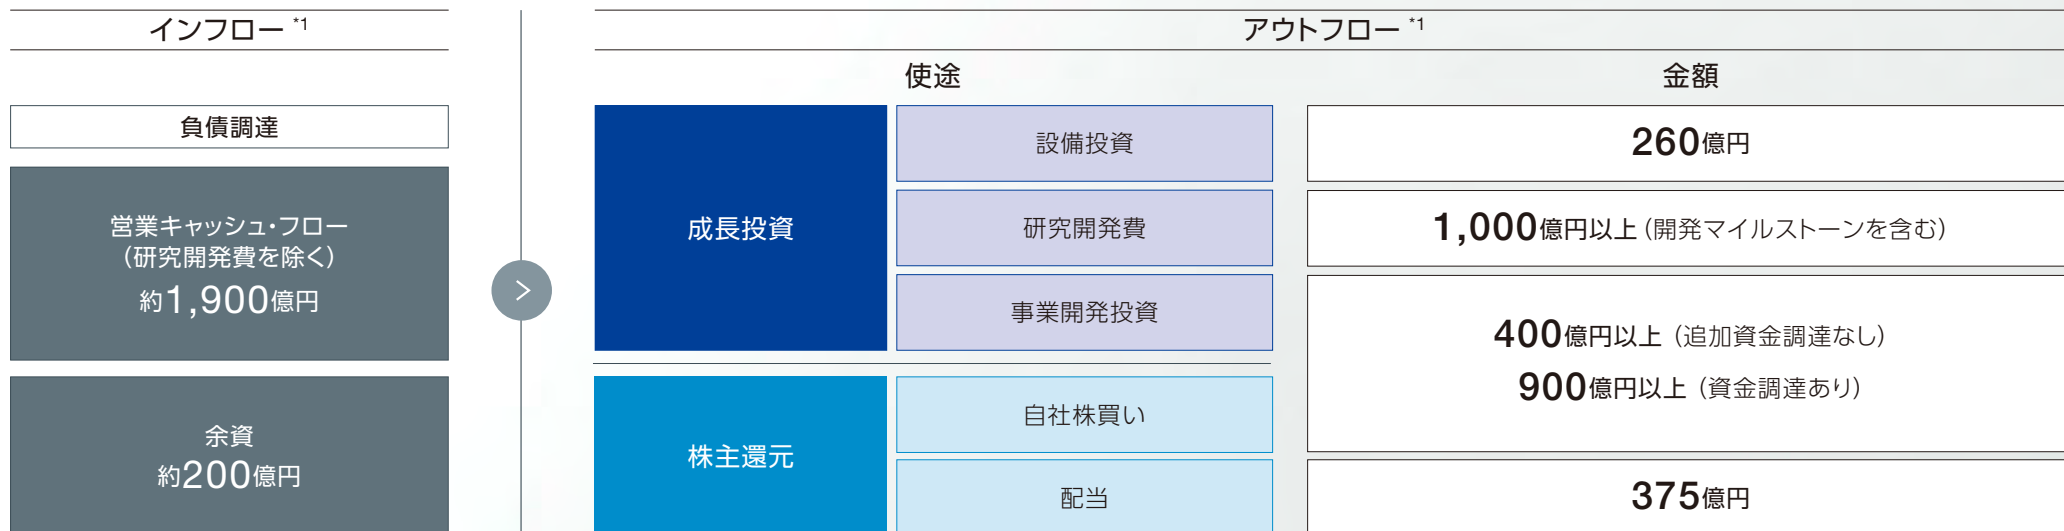 インフロー *1
負債調達
営業キャッシュ・フロー
（研究開発費を除く）
約1,900億円
余資
約200億円
アウトフロー *1
使途
金額
成長投資
設備投資
260億円
研究開発費
1,000億円以上（開発マイルストーンを含む）
事業開発投資
400億円以上（追加資金調達なし）
900億円以上（資金調達あり）
株主還元
自社株買い
配当
375億円